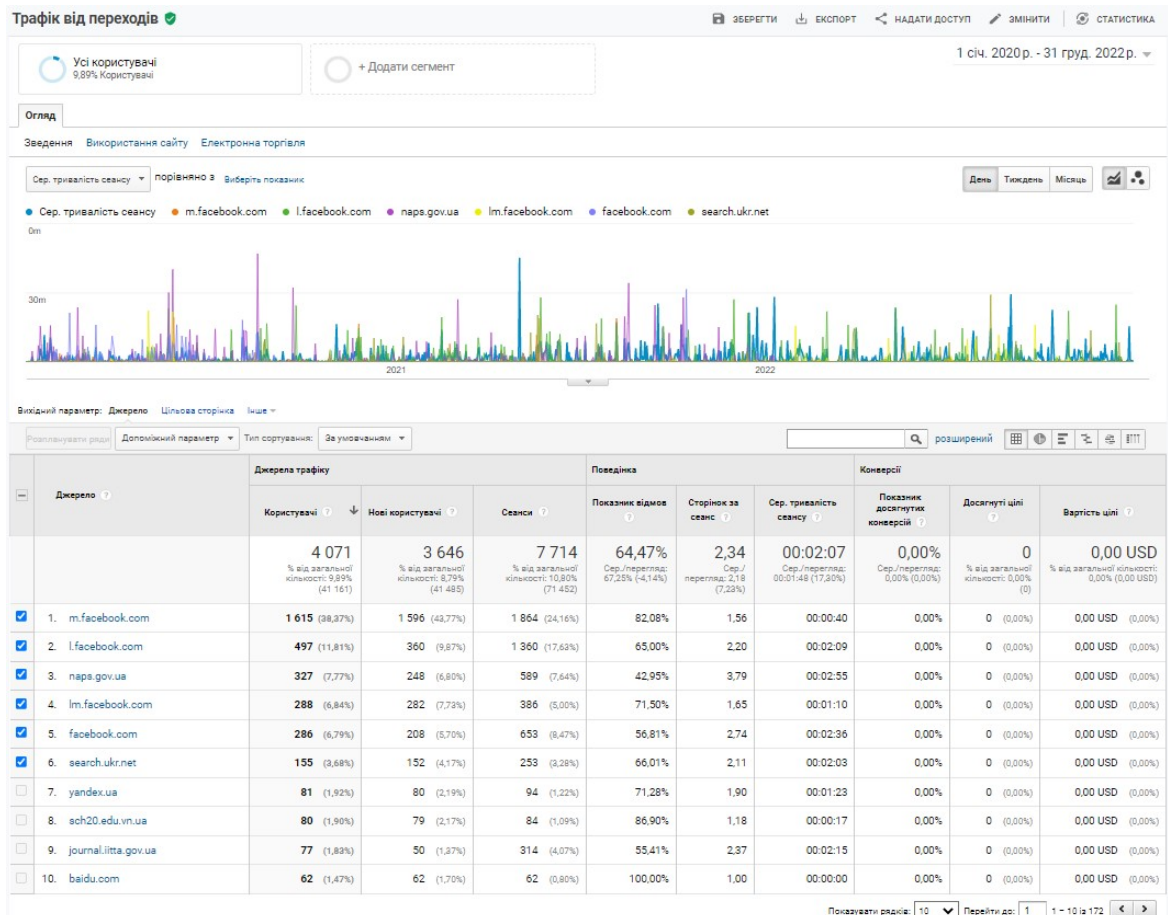 Трафік від переходів
ЗБЕРЕГТИ ЕКСПОРТ НАДАТИ ДОСТУП ЗМІНИТИ СТАТИСТИКА
Усі користувачі
9,89% Користувачі
+ Додати сегмент
1 січ. 2020 р. - 31 груд. 2022 р.
Огляд
Зведення Використання сайту Електронна торгівля
Сер. тривалість сеансу порівняно з Виберіть показник
День Тиждень Місяць
Сер. тривалість сеансу m.facebook.com l.facebook.com naps.gov.ua lm.facebook.com facebook.com search.ukr.net
0m
30m
2021 2022
Вихідний параметр: Джерело Цільова сторінка Інше
Розпланувати ряди Допоміжний параметр Тип сортування: За умовчанням розширений
Джерело Джерела трафіку Поведінка Конверсії
Користувачі Нові користувачі Сеанси Показник відмов Сторінок за сеанс Сер. тривалість сеансу Показник досягнутих конверсій Досягнуті цілі Вартість цілі
4 071 3 646 7 714 64,47% 2,34 00:02:07 0,00% 0 0,00 USD
% від загальної кількості: 9,89% (41 161) % від загальної кількості: 8,79% (41 485) % від загальної кількості: 10,80% (71 452) Сер./перегляд: 67,25% (-4,14%) Сер./перегляд: 2,18 (7,23%) Сер./перегляд: 00:01:48 (17,30%) Сер./перегляд: 0,00% (0,00%) % від загальної кількості: 0,00% (0) % від загальної кількості: 0,00% (0,00 USD)
1. m.facebook.com 1 615 (38,37%) 1 596 (43,77%) 1 864 (24,16%) 82,08% 1,56 00:00:40 0,00% 0 (0,00%) 0,00 USD (0,00%)
2. l.facebook.com 497 (11,81%) 360 (9,87%) 1 360 (17,63%) 65,00% 2,20 00:02:09 0,00% 0 (0,00%) 0,00 USD (0,00%)
3. naps.gov.ua 327 (7,77%) 248 (6,80%) 589 (7,64%) 42,95% 3,79 00:02:55 0,00% 0 (0,00%) 0,00 USD (0,00%)
4. lm.facebook.com 288 (6,84%) 282 (7,73%) 386 (5,00%) 71,50% 1,65 00:01:10 0,00% 0 (0,00%) 0,00 USD (0,00%)
5. facebook.com 286 (6,79%) 208 (5,70%) 653 (8,47%) 56,81% 2,74 00:02:36 0,00% 0 (0,00%) 0,00 USD (0,00%)
6. search.ukr.net 155 (3,68%) 152 (4,17%) 253 (3,28%) 66,01% 2,11 00:02:03 0,00% 0 (0,00%) 0,00 USD (0,00%)
7. yandex.ua 81 (1,92%) 80 (2,19%) 94 (1,22%) 71,28% 1,90 00:01:23 0,00% 0 (0,00%) 0,00 USD (0,00%)
8. sch20.edu.vn.ua 80 (1,90%) 79 (2,17%) 84 (1,09%) 86,90% 1,18 00:00:17 0,00% 0 (0,00%) 0,00 USD (0,00%)
9. journal.iitta.gov.ua 77 (1,83%) 50 (1,37%) 314 (4,07%) 55,41% 2,37 00:02:15 0,00% 0 (0,00%) 0,00 USD (0,00%)
10. baidu.com 62 (1,47%) 62 (1,70%) 62 (0,80%) 100,00% 1,00 00:00:00 0,00% 0 (0,00%) 0,00 USD (0,00%)
Показувати рядків: 10 Перейти до: 1 1 – 10 із 172